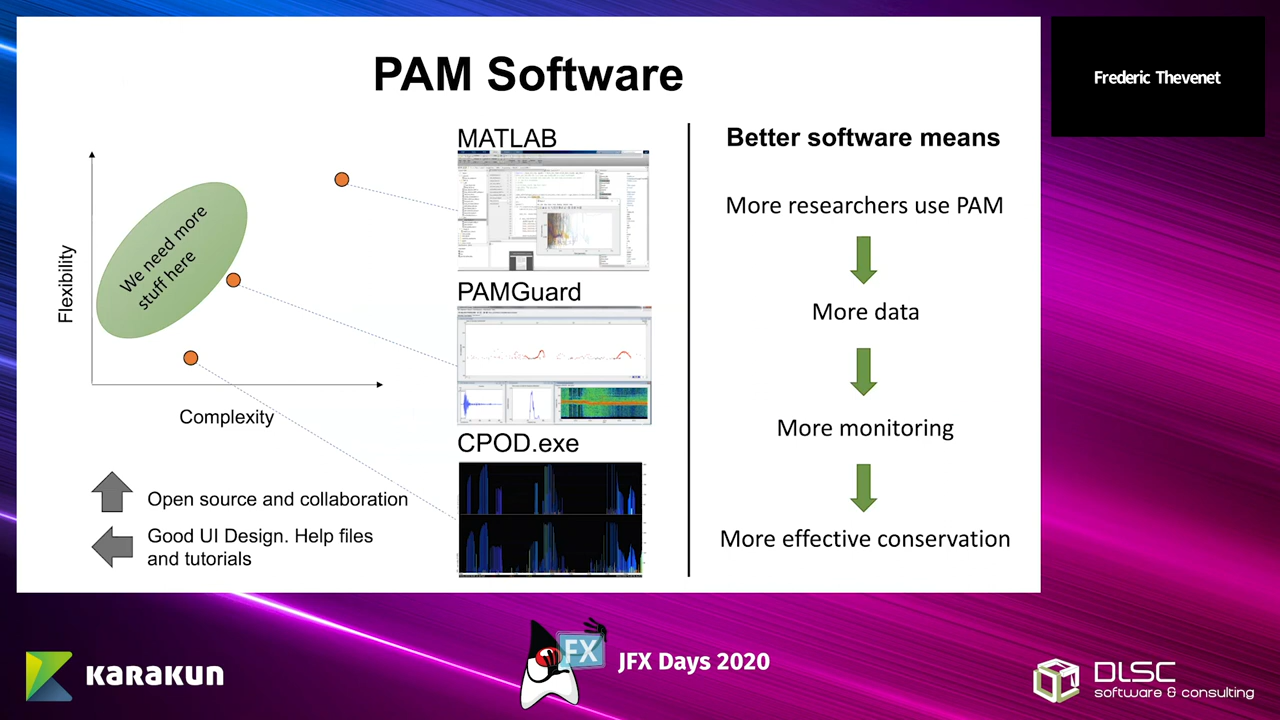 PAM Software
Frederic Thevenet
Flexibility
We need more
stuff here
Complexity
MATLAB
PAMGuard
CPOD.exe
Open source and collaboration
Good UI Design. Help files
and tutorials
Better software means
More researchers use PAM
More data
More monitoring
More effective conservation
KARAKUN
FX
JFX Days 2020
DLSC
software & consulting